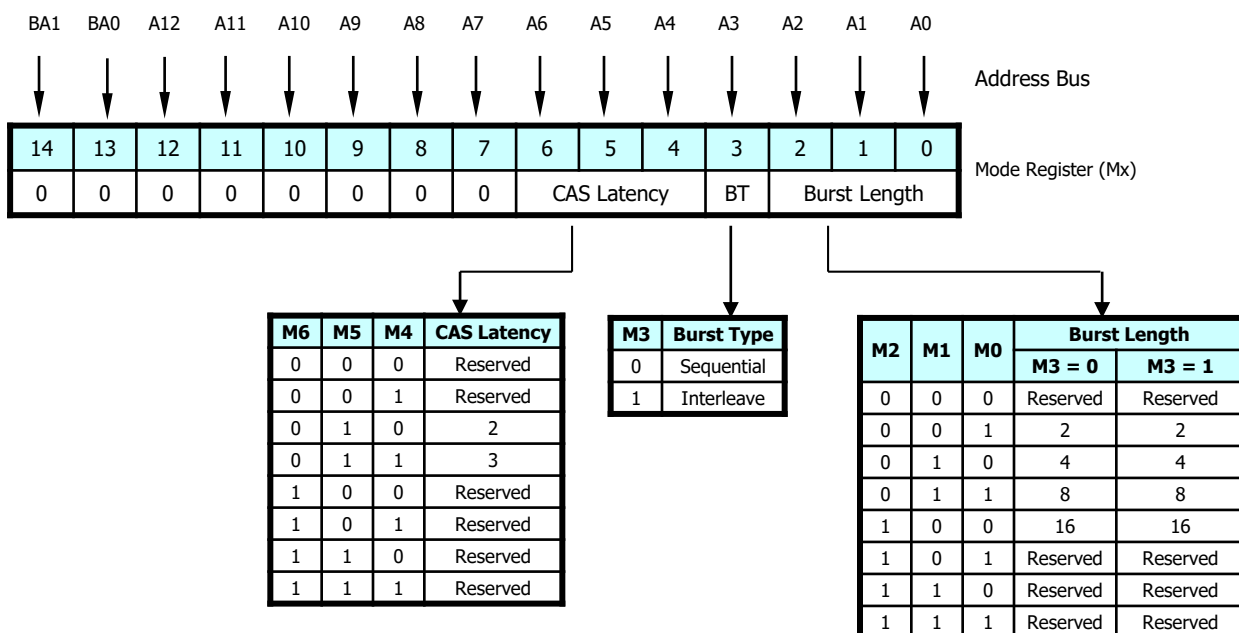 BA1 BA0 A12 A11 A10 A9 A8 A7 A6 A5 A4 A3 A2 A1 A0
Address Bus
14 13 12 11 10 9 8 7 6 5 4 3 2 1 0
Mode Register (Mx)
0 0 0 0 0 0 0 0 CAS Latency BT Burst Length
M6 M5 M4 CAS Latency
0 0 0 Reserved
0 0 1 Reserved
0 1 0 2
0 1 1 3
1 0 0 Reserved
1 0 1 Reserved
1 1 0 Reserved
1 1 1 Reserved
M3 Burst Type
0 Sequential
1 Interleave
M2 M1 M0 Burst Length
M3 = 0 M3 = 1
0 0 0 Reserved Reserved
0 0 1 2 2
0 1 0 4 4
0 1 1 8 8
1 0 0 16 16
1 0 1 Reserved Reserved
1 1 0 Reserved Reserved
1 1 1 Reserved Reserved